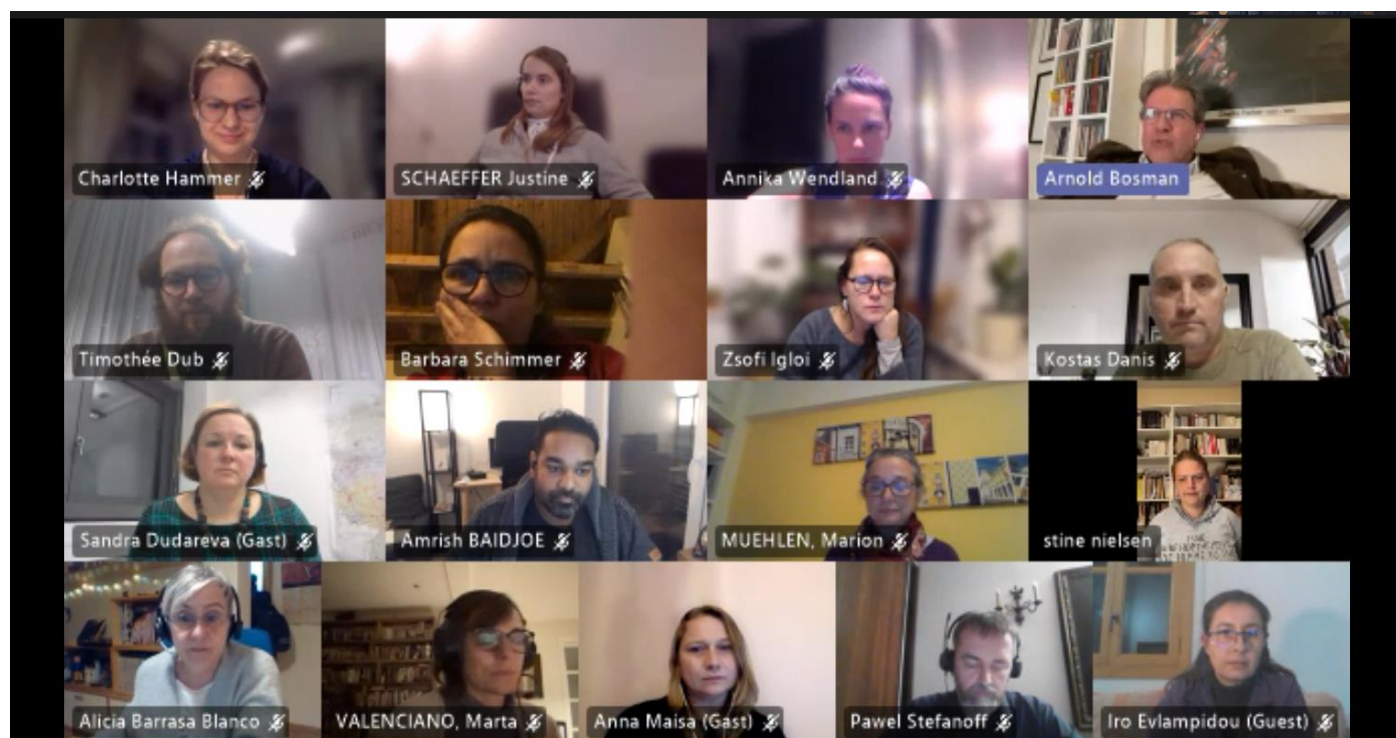 Charlotte Hammer
SCHAEFFER Justine
Annika Wendland
Arnold Bosman
Timothée Dub
Barbara Schimmer
Zsofi Igloi
Kostas Danis
Sandra Dudareva (Gast)
Amrish BAIDJOE
MUEHLEN, Marion
stine nielsen
Alicia Barrasa Blanco
VALENCIANO, Marta
Anna Maisa (Gast)
Pawel Stefanoff
Iro Evlampidou (Guest)